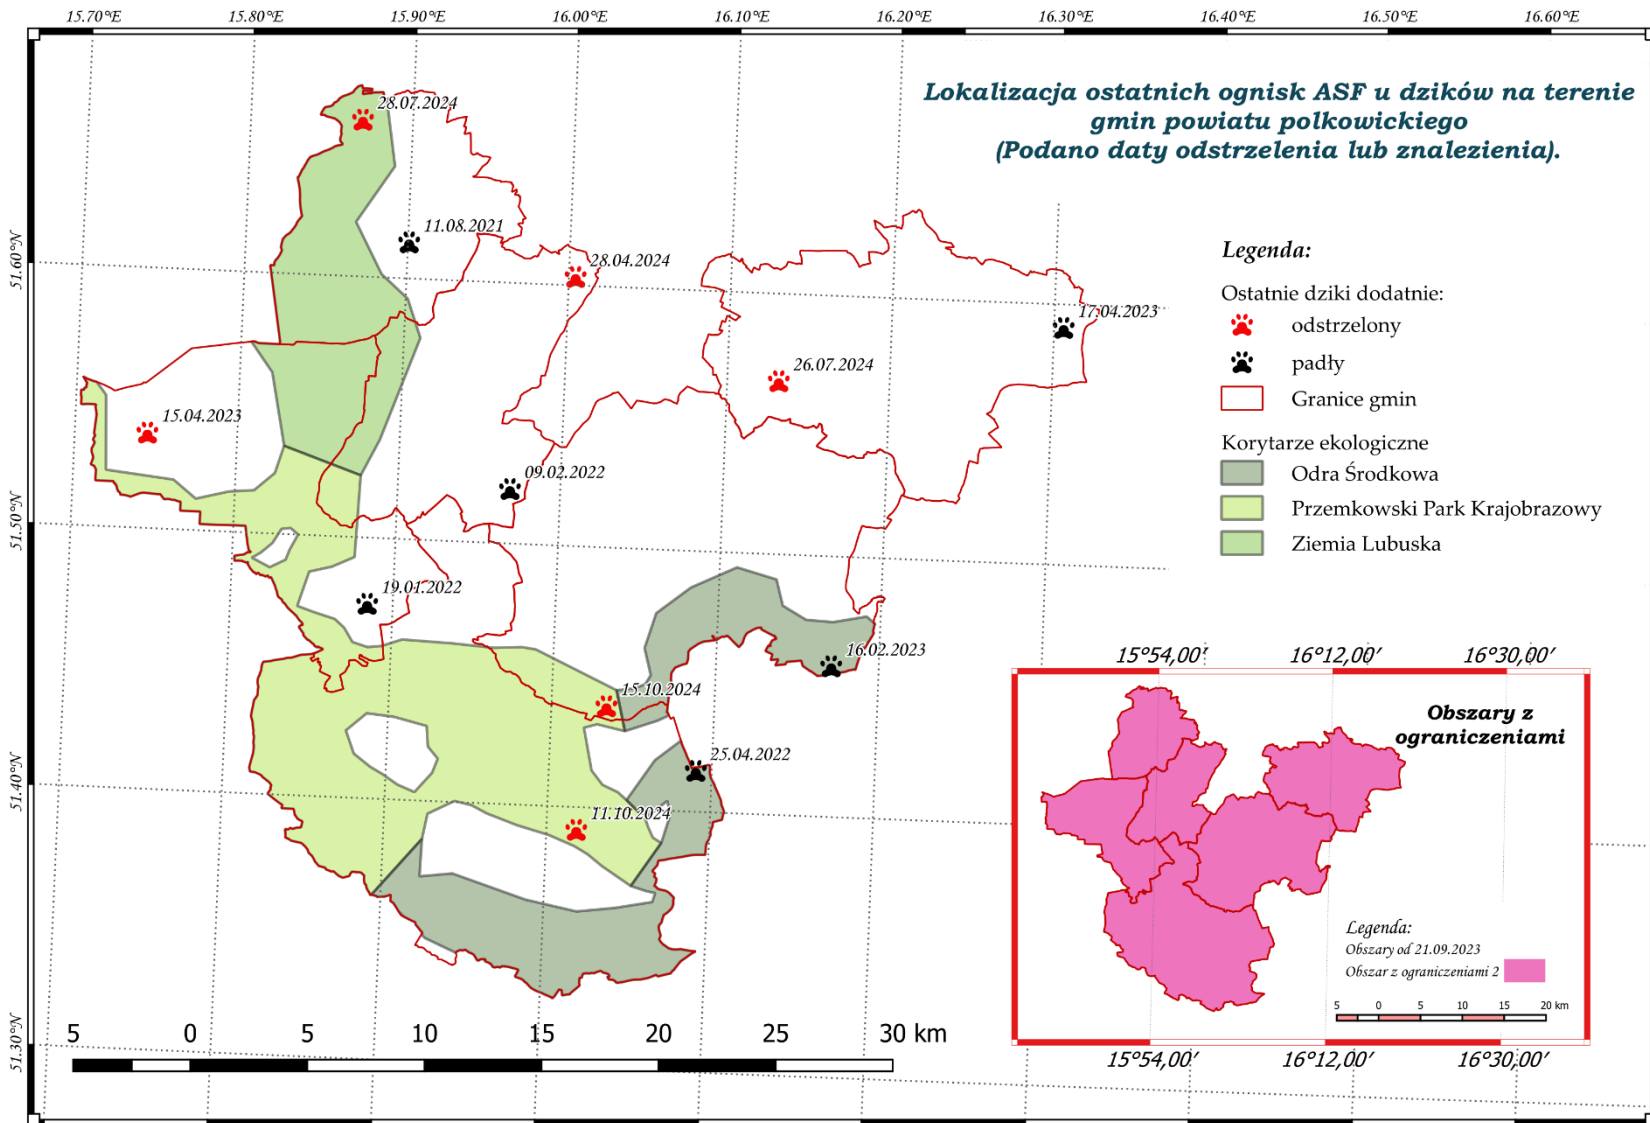 15.70°E 15.80°E 15.90°E 16.00°E 16.10°E 16.20°E 16.30°E 16.40°E 16.50°E 16.60°E
Lokalizacja ostatnich ognisk ASF u dzików na terenie
gmin powiatu polkowickiego
(Podano daty odstrzelenia lub znalezienia).
28.07.2024
11.08.2021
28.04.2024
17.04.2023
26.07.2024
15.04.2023
09.02.2022
19.01.2022
16.02.2023
15.10.2024
25.04.2022
11.10.2024
51.60°N
51.50°N
51.40°N
51.30°N
Legenda:
Ostatnie dziki dodatnie:
odstrzelony
padły
Granice gmin
Korytarze ekologiczne
Odra Środkowa
Przemkowski Park Krajobrazowy
Ziemia Lubuska
15°54,00′ 16°12,00′ 16°30,00′
Obszary z
ograniczeniami
Legenda:
Obszary od 21.09.2023
Obszar z ograniczeniami 2
5 0 5 10 15 20 km
15°54,00′ 16°12,00′ 16°30,00′
5 0 5 10 15 20 25 30 km